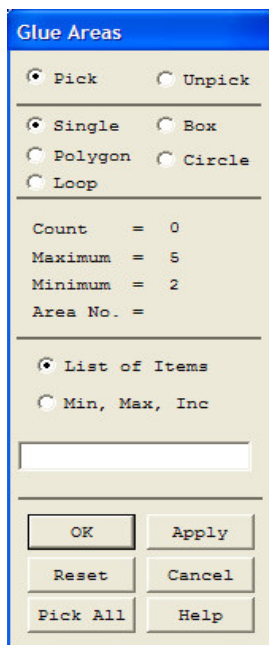 Glue Areas
Pick Unpick
Single Box
Polygon Circle
Loop
Count = 0
Maximum = 5
Minimum = 2
Area No. =
List of Items
Min, Max, Inc
OK Apply
Reset Cancel
Pick All Help